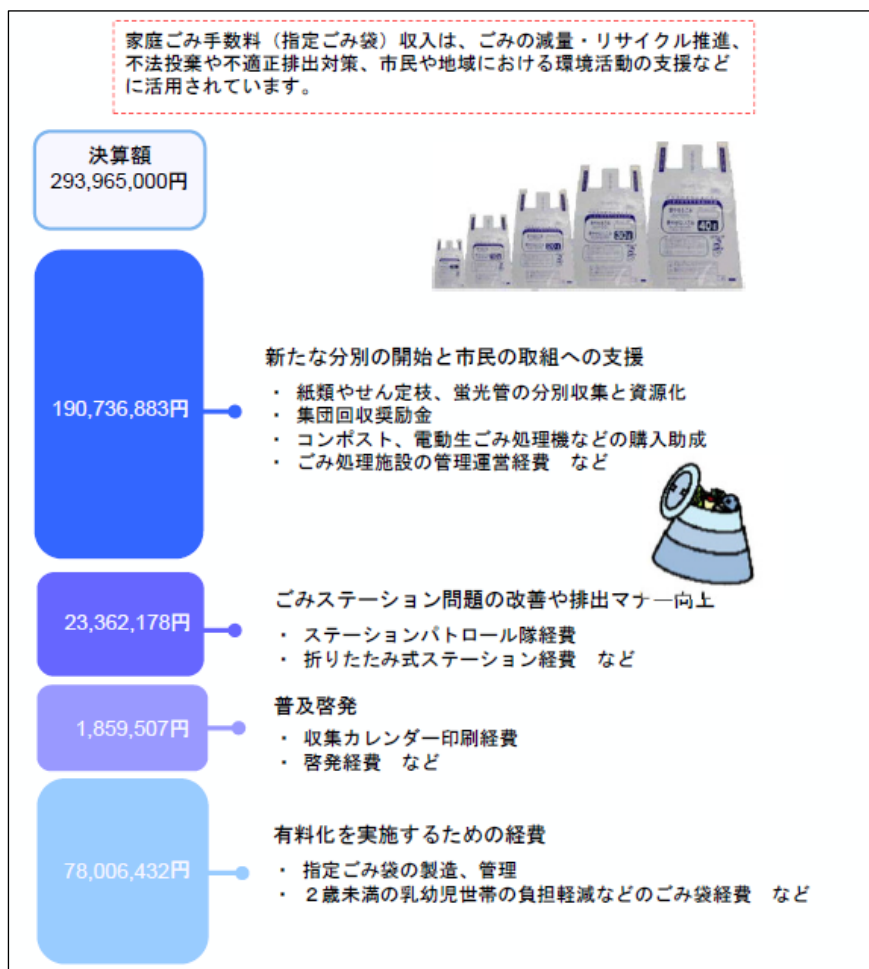 家庭ごみ手数料（指定ごみ袋）収入は、ごみの減量・リサイクル推進、
不法投棄や不適正排出対策、市民や地域における環境活動の支援など
に活用されています。
決算額
293,965,000円
30ℓ
40ℓ
190,736,883円
新たな分別の開始と市民の取組への支援
・ 紙類やせん定枝、蛍光管の分別収集と資源化
・ 集団回収奨励金
・ コンポスト、電動生ごみ処理機などの購入助成
・ ごみ処理施設の管理運営経費　など
23,362,178円
ごみステーション問題の改善や排出マナー向上
・ ステーションパトロール隊経費
・ 折りたたみ式ステーション経費　など
1,859,507円
普及啓発
・ 収集カレンダー印刷経費
・ 啓発経費　など
78,006,432円
有料化を実施するための経費
・ 指定ごみ袋の製造、管理
・ ２歳未満の乳幼児世帯の負担軽減などのごみ袋経費　など